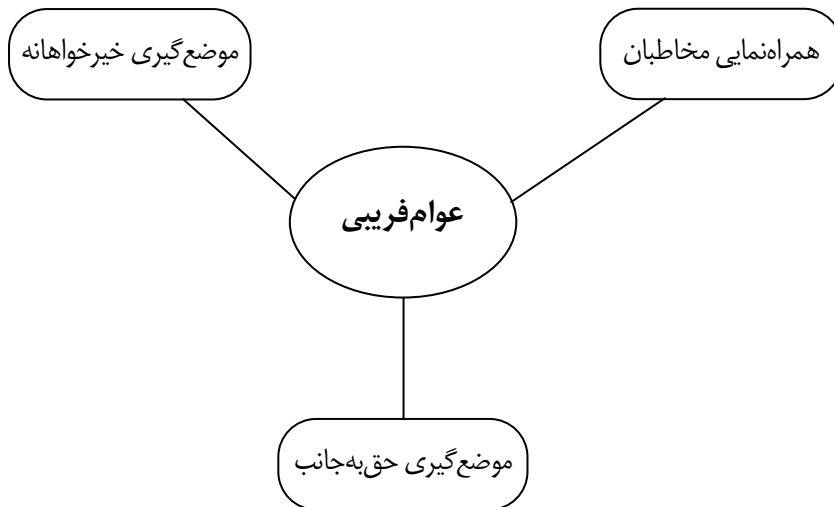 همراه‌نمایی مخاطبان
موضع‌گیری خیرخواهانه
عوام‌فریبی
موضع‌گیری حق‌به‌جانب